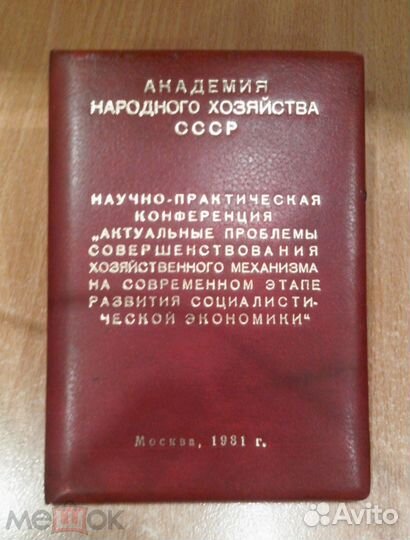 АКАДЕМИЯ
НАРОДНОГО ХОЗЯЙСТВА
СССР
НАУЧНО-ПРАКТИЧЕСКАЯ
КОНФЕРЕНЦИЯ
„АКТУАЛЬНЫЕ ПРОБЛЕМЫ
СОВЕРШЕНСТВОВАНИЯ
ХОЗЯЙСТВЕННОГО МЕХАНИЗМА
НА СОВРЕМЕННОМ ЭТАПЕ
РАЗВИТИЯ СОЦИАЛИСТИ-
ЧЕСКОЙ ЭКОНОМИКИ“
Москва, 1981 г.
мешок
Avito